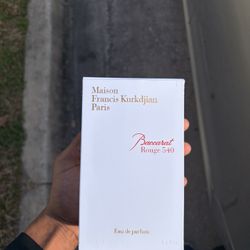 Maison
Francis Kurkdjian
Paris
Baccarat
Rouge 540
Eau de parfum